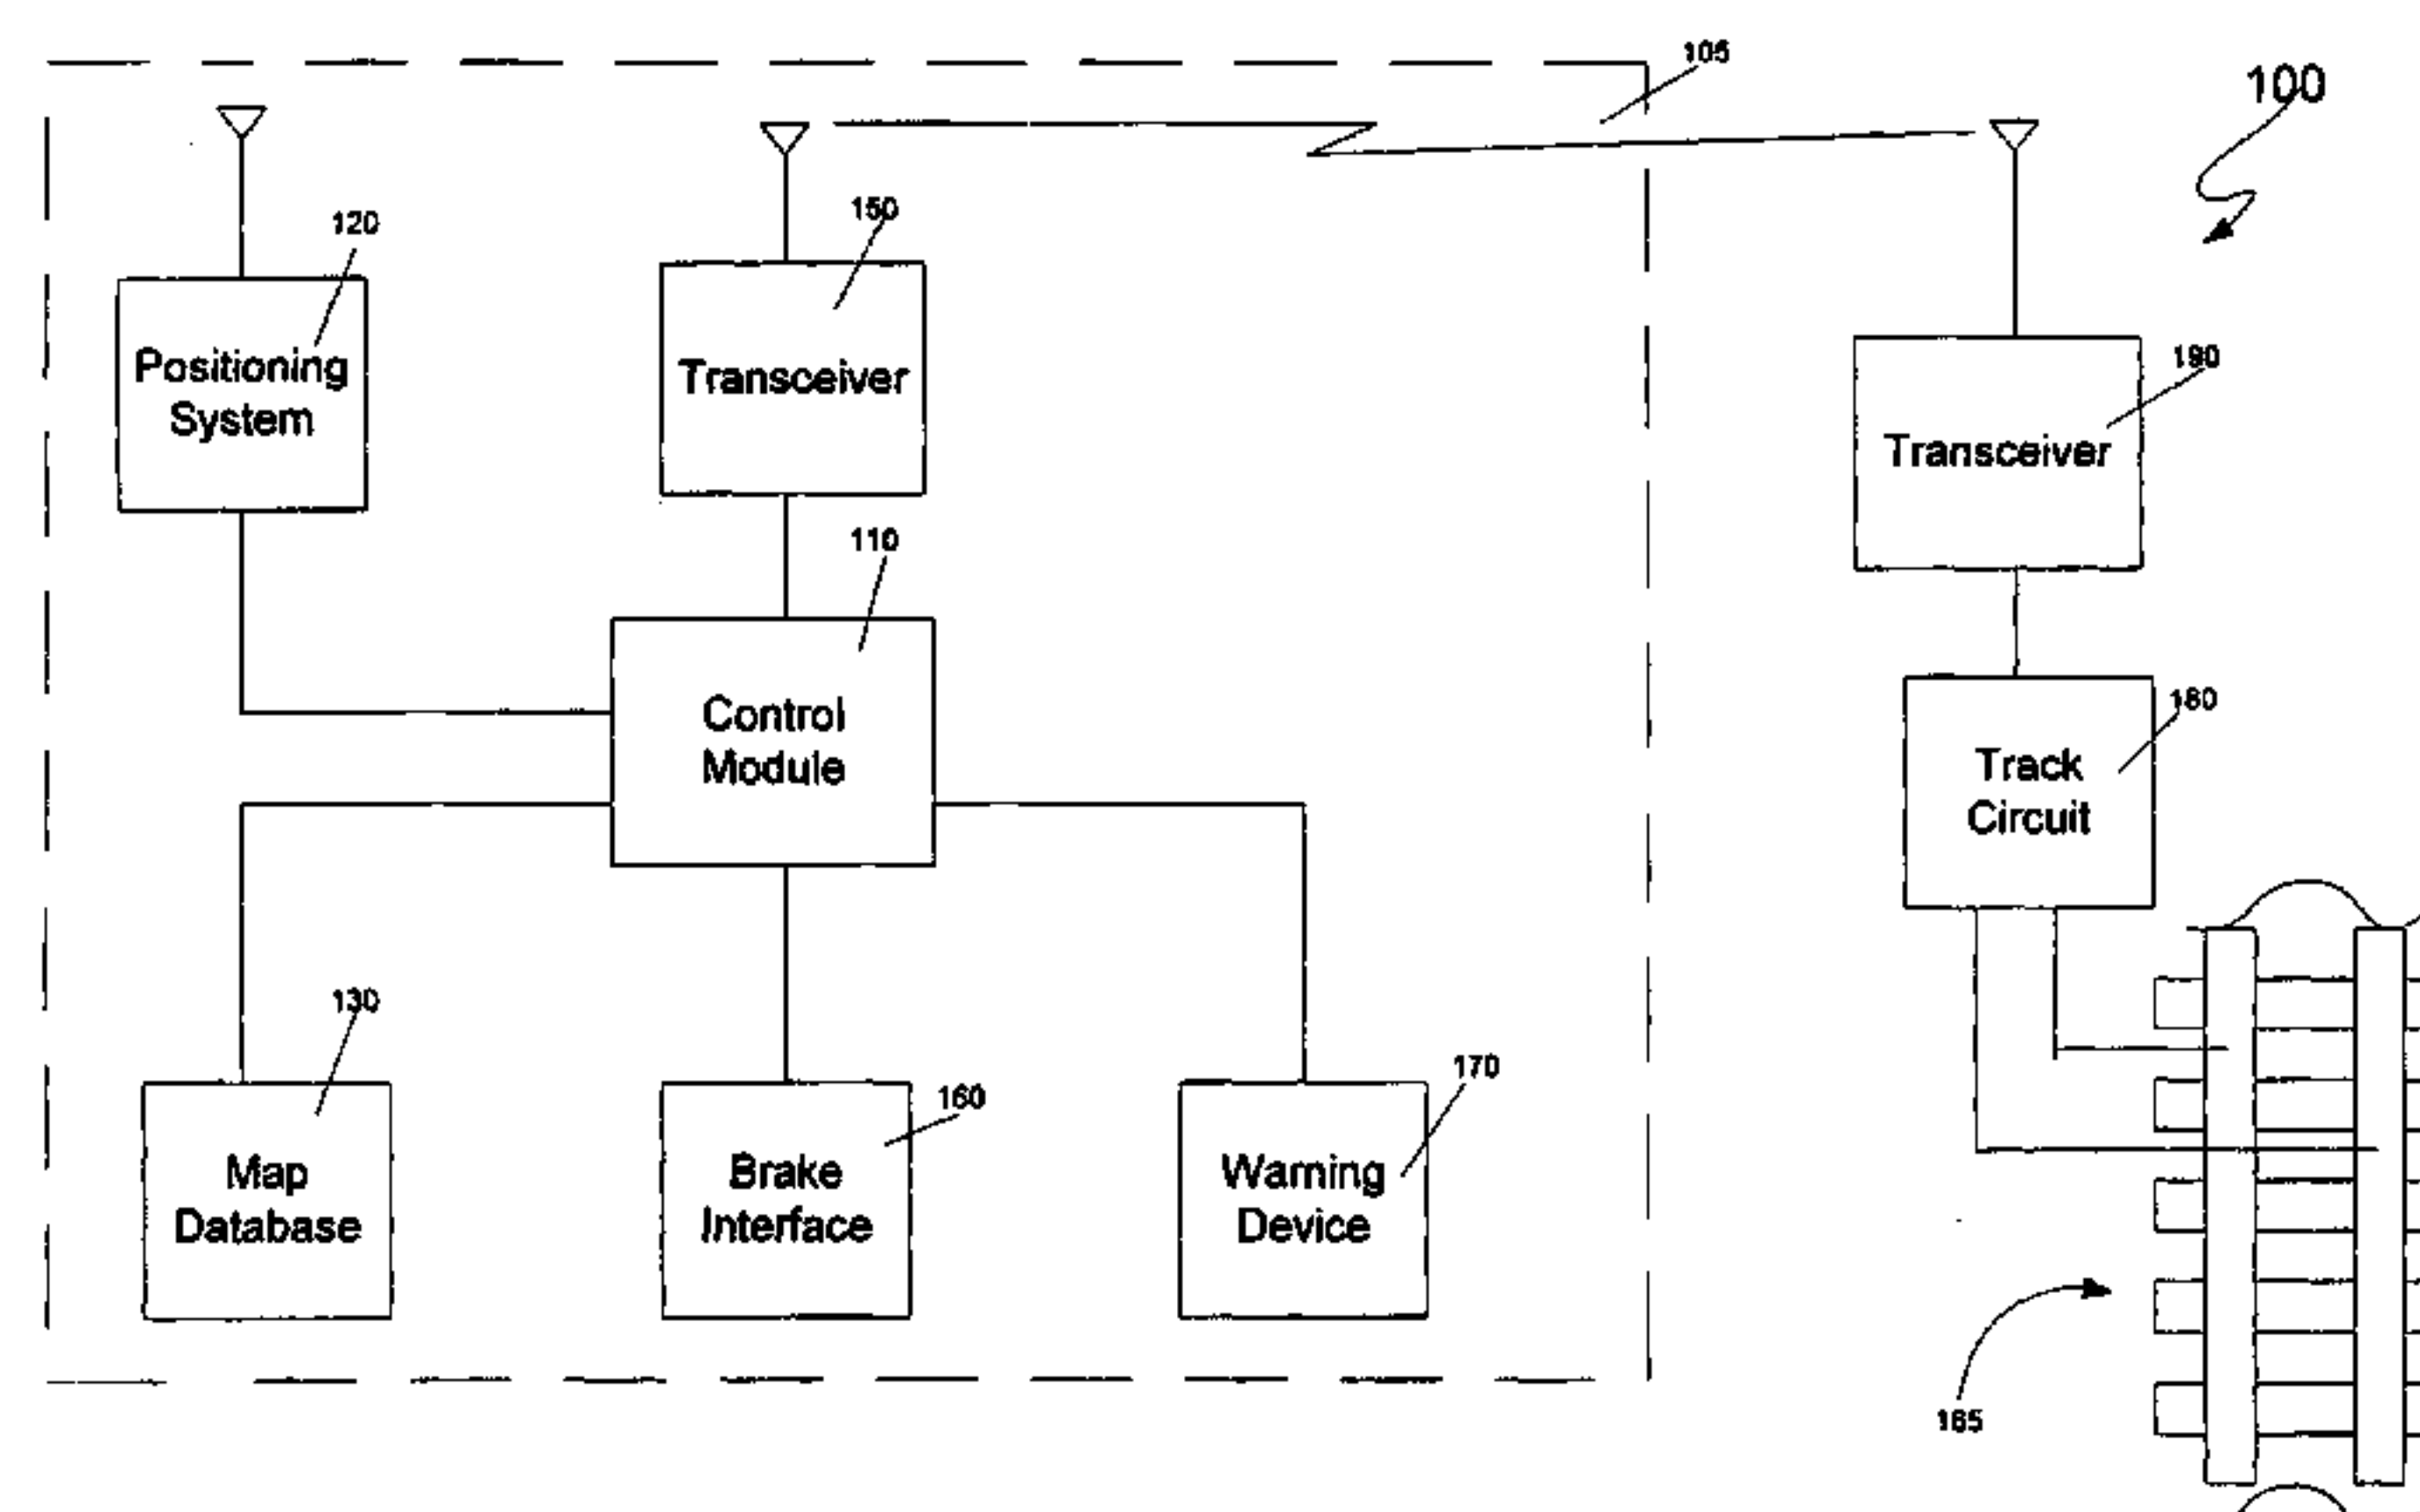 105
100
120
150
190
Positioning
System
Transceiver
Transceiver
110
180
Control
Module
Track
Circuit
130
160
170
Map
Database
Brake
Interface
Warning
Device
185